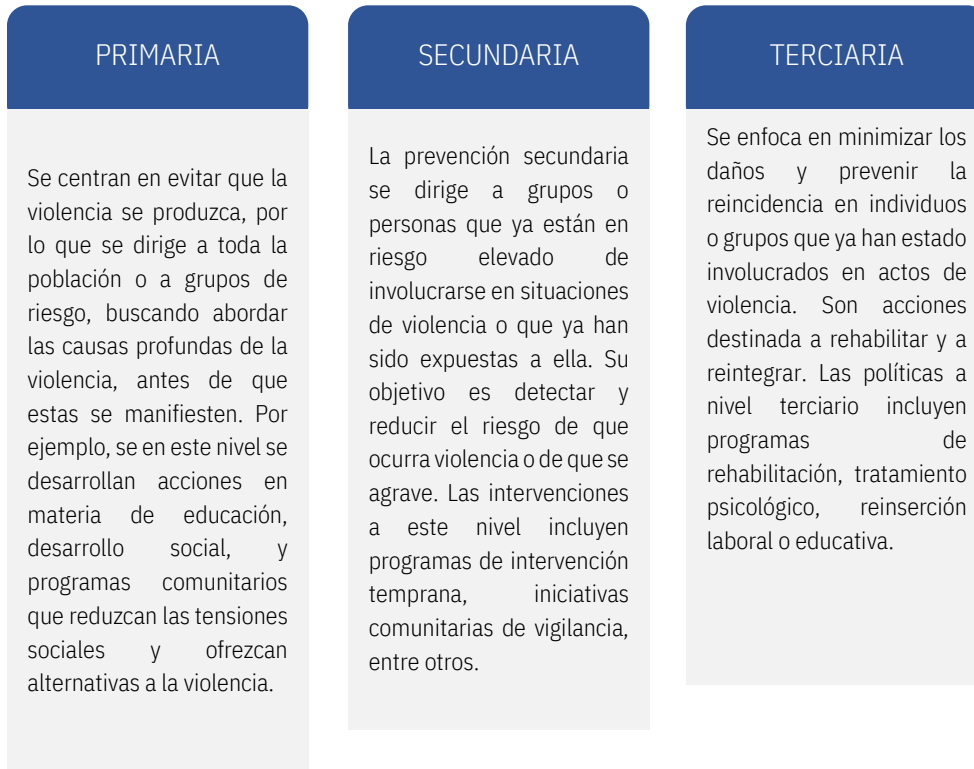 PRIMARIA
Se centran en evitar que la
violencia se produzca, por
lo que se dirige a toda la
población o a grupos de
riesgo, buscando abordar
las causas profundas de la
violencia, antes de que
estas se manifiesten. Por
ejemplo, se en este nivel se
desarrollan acciones en
materia de educación,
desarrollo social, y
programas comunitarios
que reduzcan las tensiones
sociales y ofrezcan
alternativas a la violencia.
SECUNDARIA
La prevención secundaria
se dirige a grupos o
personas que ya están en
riesgo elevado de
involucrarse en situaciones
de violencia o que ya han
sido expuestas a ella. Su
objetivo es detectar y
reducir el riesgo de que
ocurra violencia o de que se
agrave. Las intervenciones
a este nivel incluyen
programas de intervención
temprana, iniciativas
comunitarias de vigilancia,
entre otros.
TERCIARIA
Se enfoca en minimizar los
daños y prevenir la
reincidencia en individuos
o grupos que ya han estado
involucrados en actos de
violencia. Son acciones
destinada a rehabilitar y a
reintegrar. Las políticas a
nivel terciario incluyen
programas de
rehabilitación, tratamiento
psicológico, reinserción
laboral o educativa.